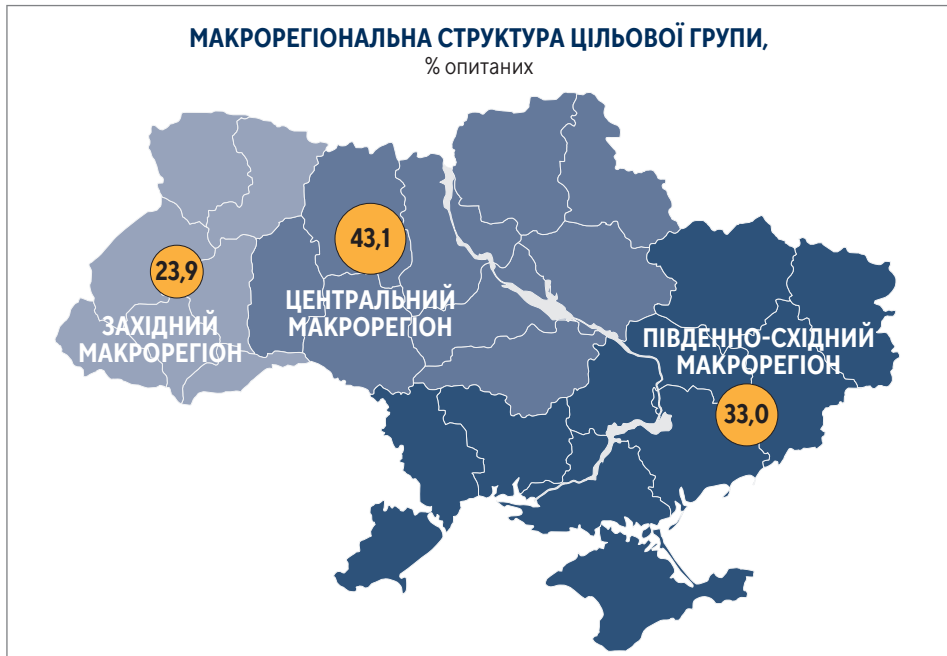 МАКРОРЕГІОНАЛЬНА СТРУКТУРА ЦІЛЬОВОЇ ГРУПИ,
% опитаних
23,9
ЗАХІДНИЙ
МАКРОРЕГІОН
43,1
ЦЕНТРАЛЬНИЙ
МАКРОРЕГІОН
ПІВДЕННО-СХІДНИЙ
МАКРОРЕГІОН
33,0